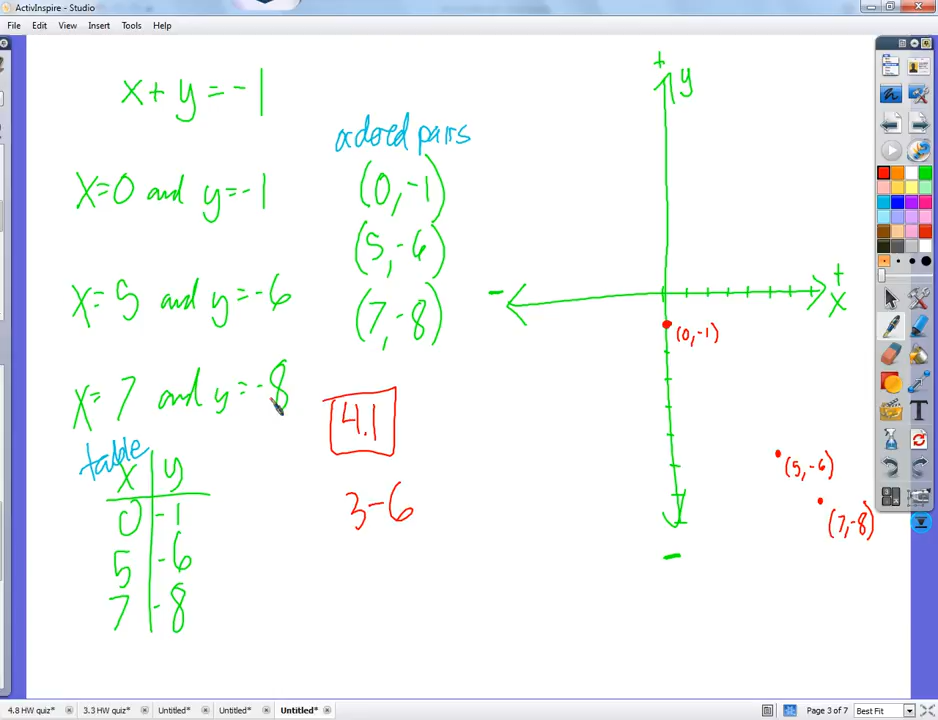 ActivInspire - Studio
File Edit View Insert Tools Help
x + y = -1
x=0 and y=-1
x=5 and y=-6
x=7 and y=-8
table
x y
0 -1
5 -6
7 -8
ordered pairs
(0,-1)
(5,-6)
(7,-8)
4.1
3-6
+
y
+
x
-
(0,-1)
(5,-6)
(7,-8)
-
T
4.8 HW quiz* 3.3 HW quiz* Untitled* Untitled* Untitled*
Page 3 of 7 Best Fit